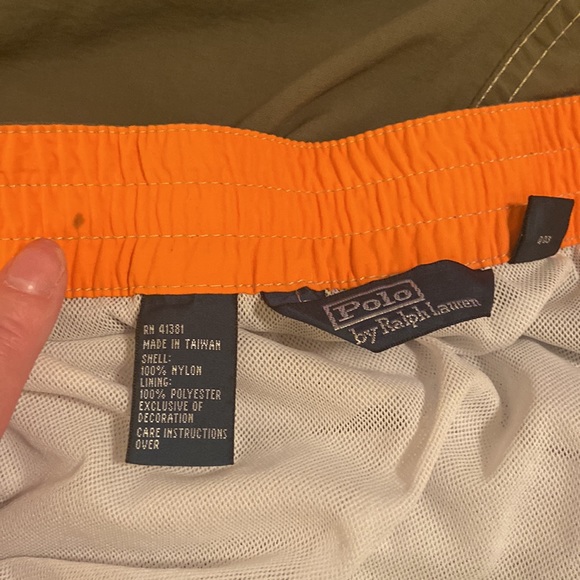 Polo
by Ralph Lauren
RN 41381
MADE IN TAIWAN
SHELL:
100% NYLON
LINING:
100% POLYESTER
EXCLUSIVE OF
DECORATION
CARE INSTRUCTIONS
OVER